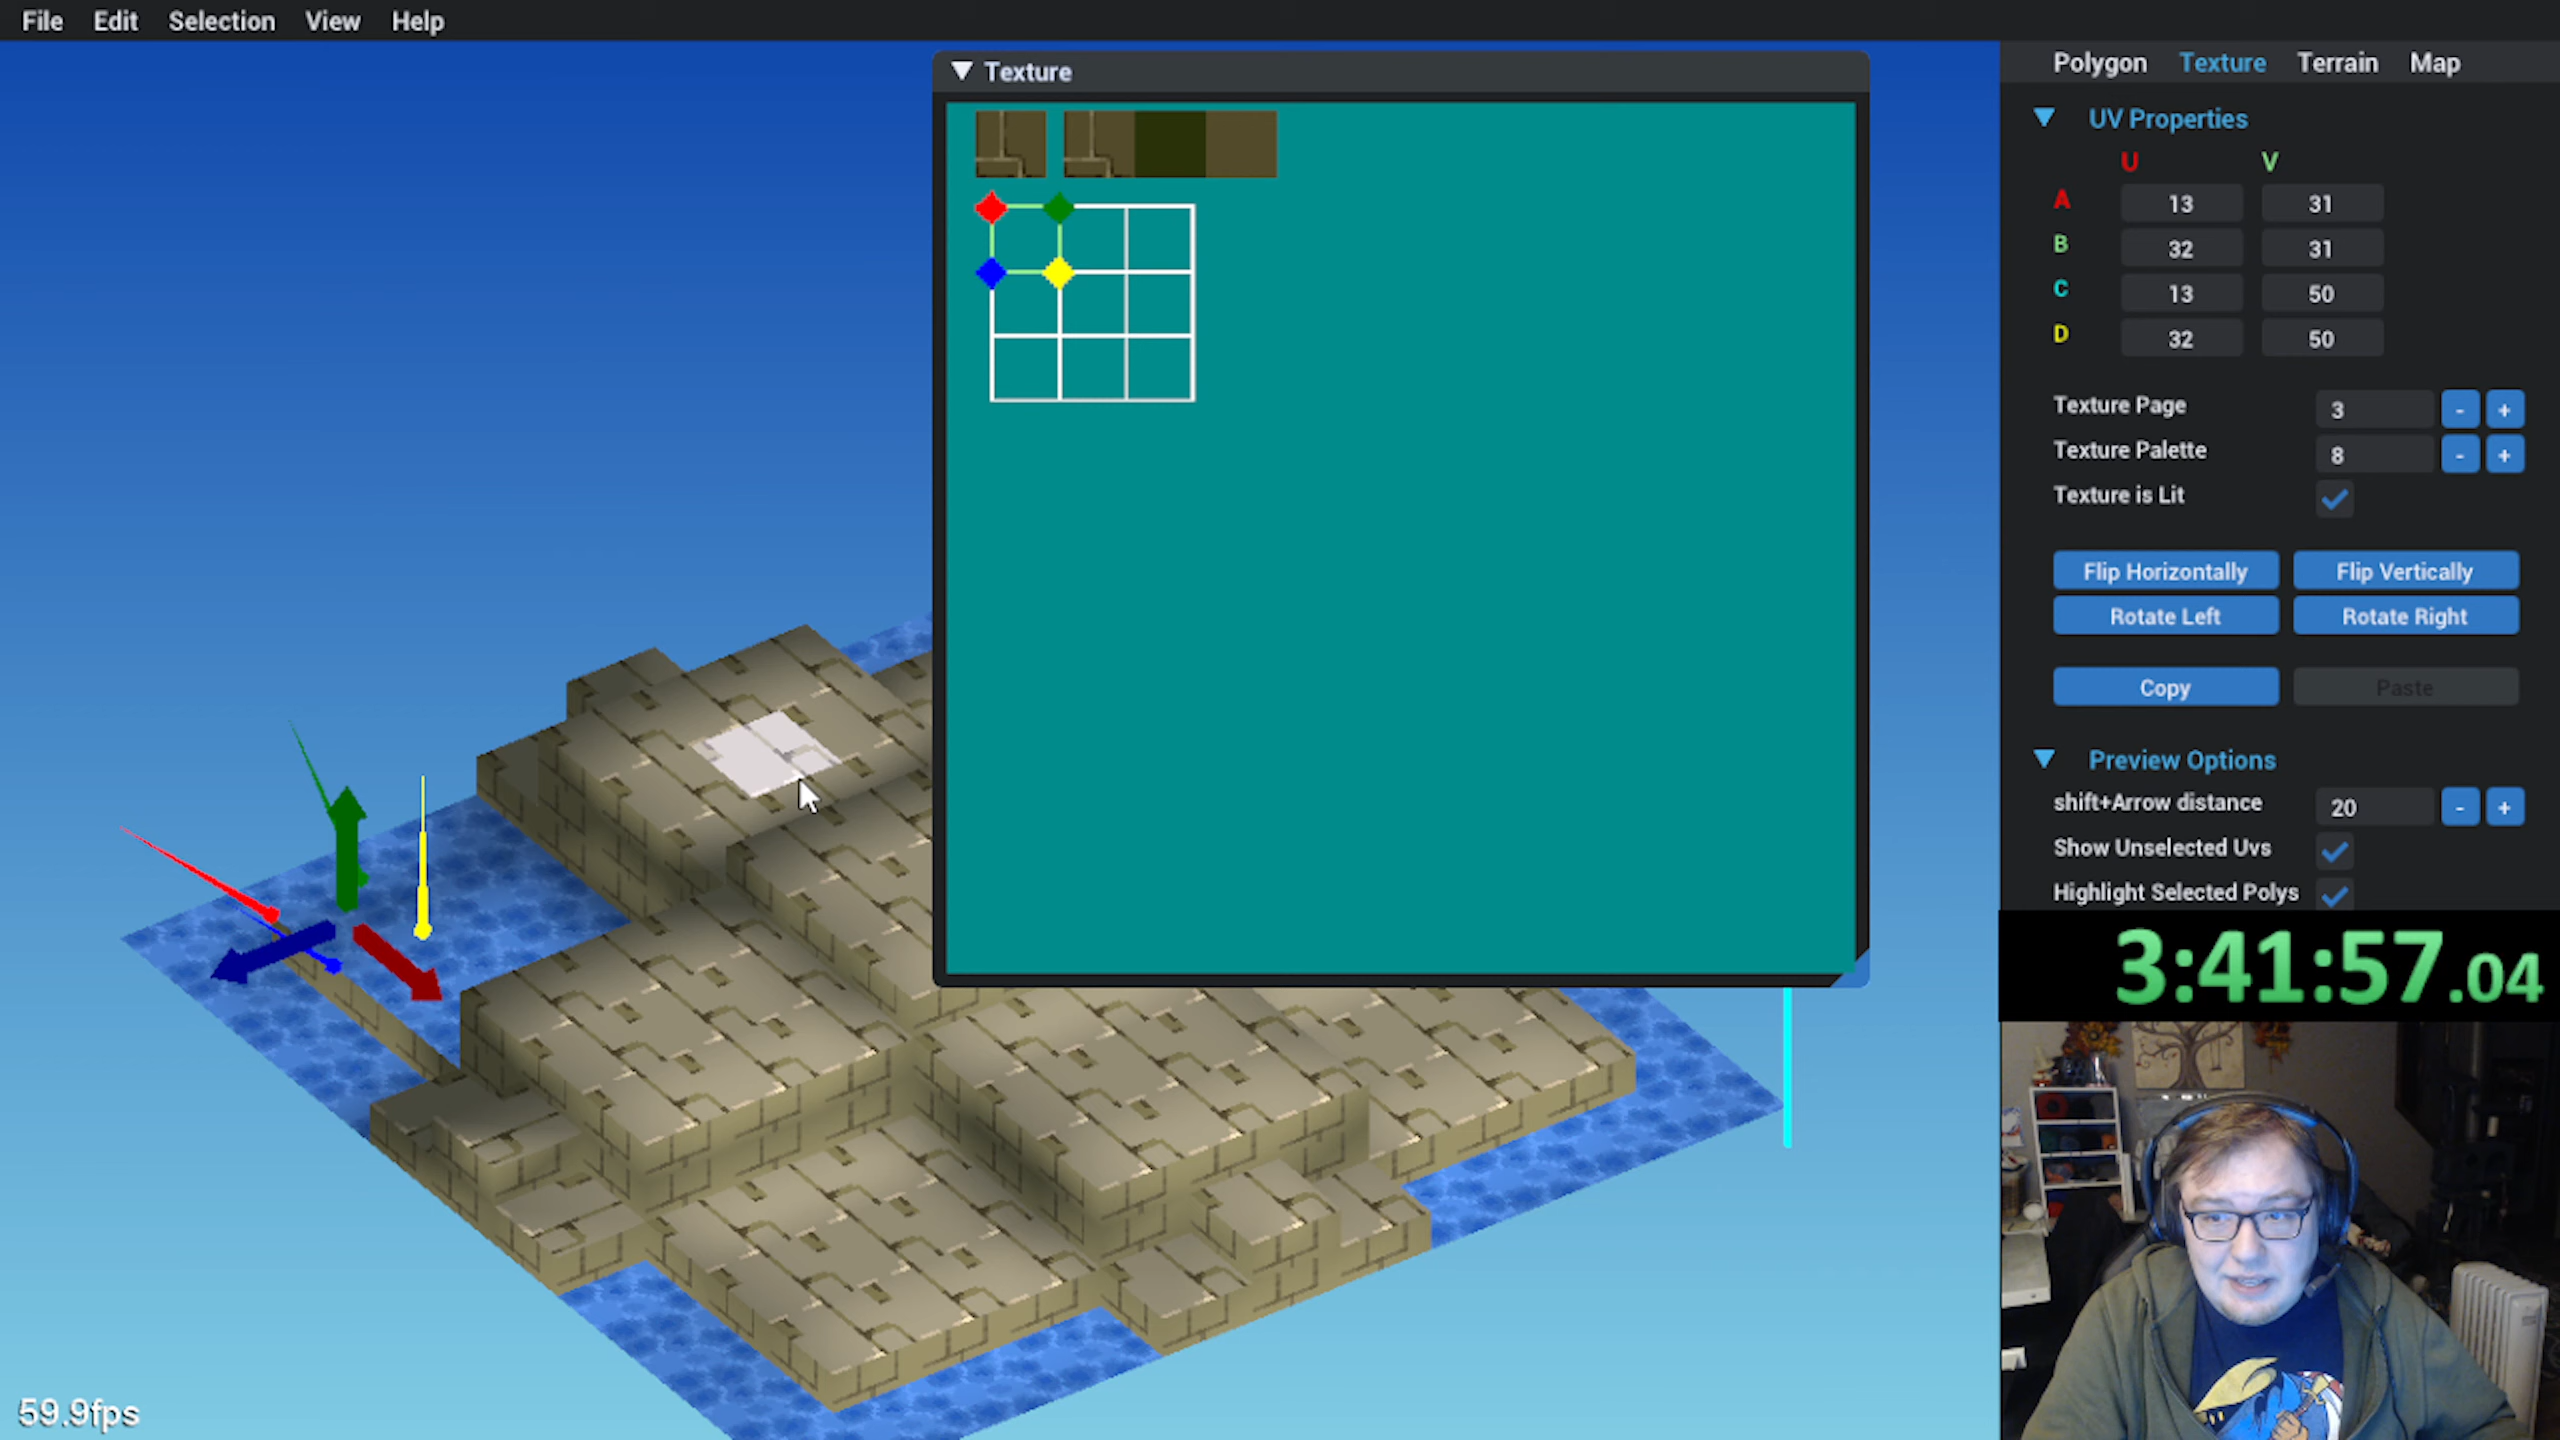 File Edit Selection View Help
Texture
Polygon Texture Terrain Map
UV Properties
U V
A 13 31
B 32 31
C 13 50
D 32 50
Texture Page 3 - +
Texture Palette 8 - +
Texture is Lit
Flip Horizontally Flip Vertically
Rotate Left Rotate Right
Copy Paste
Preview Options
shift+Arrow distance 20 - +
Show Unselected Uvs
Highlight Selected Polys
3:41:57.04
59.9fps